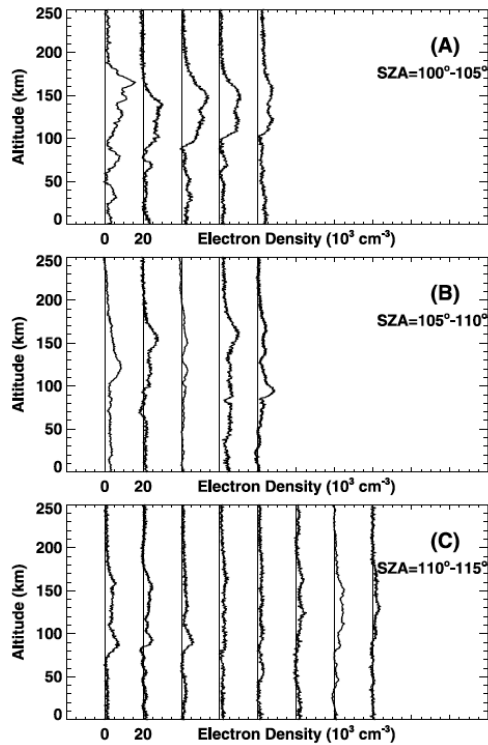 250
200
150
100
50
0
Altitude (km)
(A)
SZA=100°-105°
0 20 Electron Density (10³ cm⁻³)
250
200
150
100
50
0
Altitude (km)
(B)
SZA=105°-110°
0 20 Electron Density (10³ cm⁻³)
250
200
150
100
50
0
Altitude (km)
(C)
SZA=110°-115°
0 20 Electron Density (10³ cm⁻³)